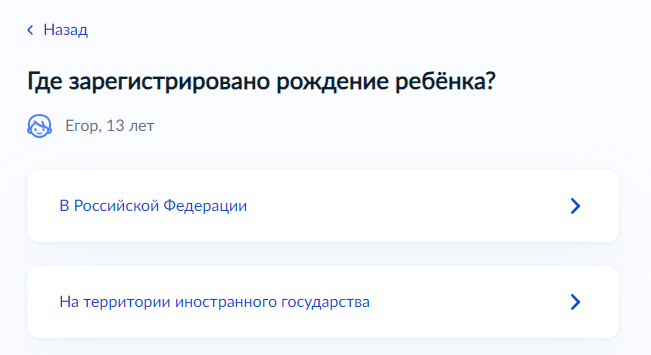 Назад
Где зарегистрировано рождение ребёнка?
Егор, 13 лет
В Российской Федерации
На территории иностранного государства